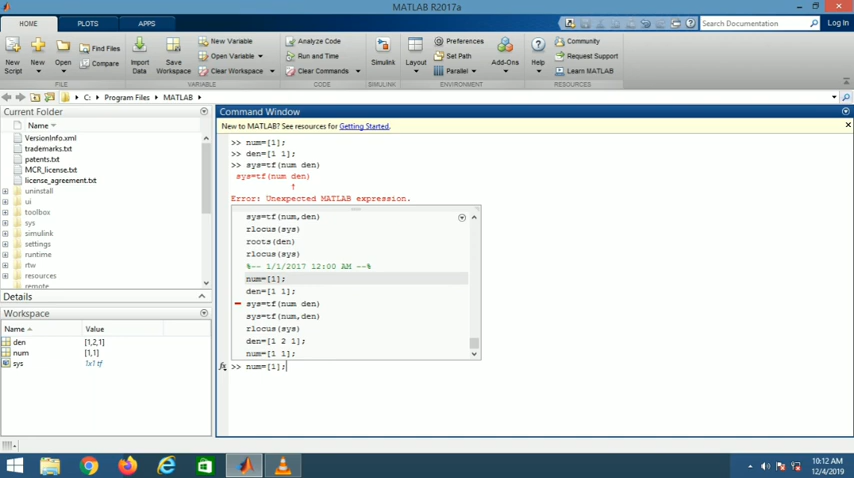 MATLAB R2017a
HOME
PLOTS
APPS
Search Documentation
Log In
New Script
New
Open
Find Files
Compare
FILE
Import Data
Save Workspace
New Variable
Open Variable
Clear Workspace
VARIABLE
Analyze Code
Run and Time
Clear Commands
CODE
Simulink
SIMULINK
Layout
Preferences
Set Path
Parallel
ENVIRONMENT
Add-Ons
Help
Community
Request Support
Learn MATLAB
RESOURCES
C: Program Files MATLAB
Current Folder
Name
VersionInfo.xml
trademarks.txt
patents.txt
MCR_license.txt
license_agreement.txt
uninstall
ui
toolbox
sys
simulink
settings
runtime
rtw
resources
remote
Details
Workspace
Name Value
den [1,2,1]
num [1,1]
sys 1x1 tf
Command Window
New to MATLAB? See resources for Getting Started.
>> num=[1];
>> den=[1 1];
>> sys=tf(num den)
sys=tf(num den)
↑
Error: Unexpected MATLAB expression.
sys=tf(num,den)
rlocus(sys)
roots(den)
rlocus(sys)
%-- 1/1/2017 12:00 AM --%
num=[1];
den=[1 1];
sys=tf(num den)
sys=tf(num,den)
rlocus(sys)
den=[1 2 1];
num=[1 1];
fx >> num=[1];
10:12 AM
12/4/2019